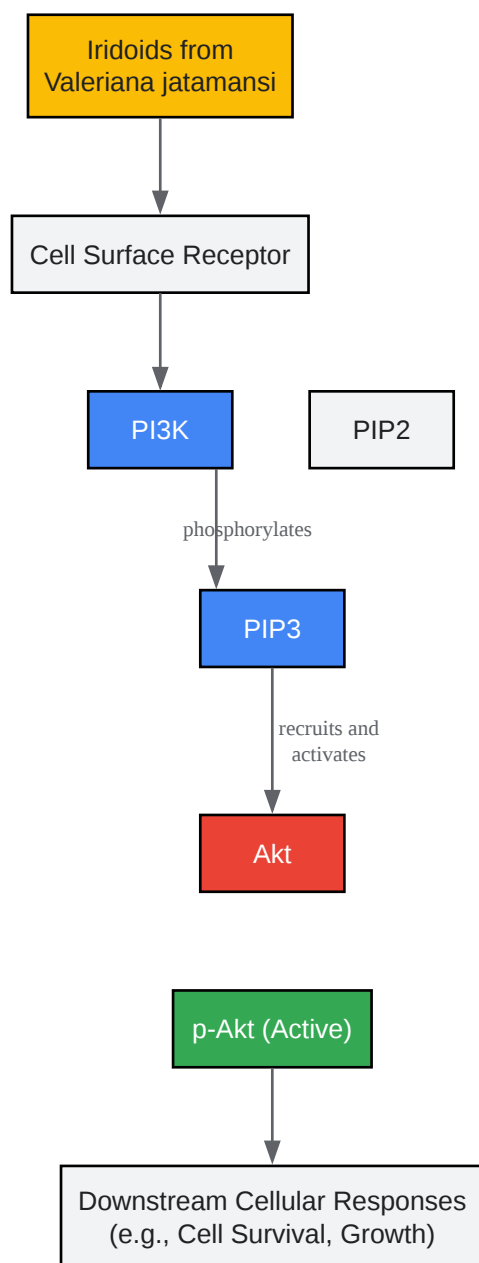 Iridoids from
Valeriana jatamansi
Cell Surface Receptor
PI3K
PIP2
phosphorylates
PIP3
recruits and
activates
Akt
p-Akt (Active)
Downstream Cellular Responses
(e.g., Cell Survival, Growth)